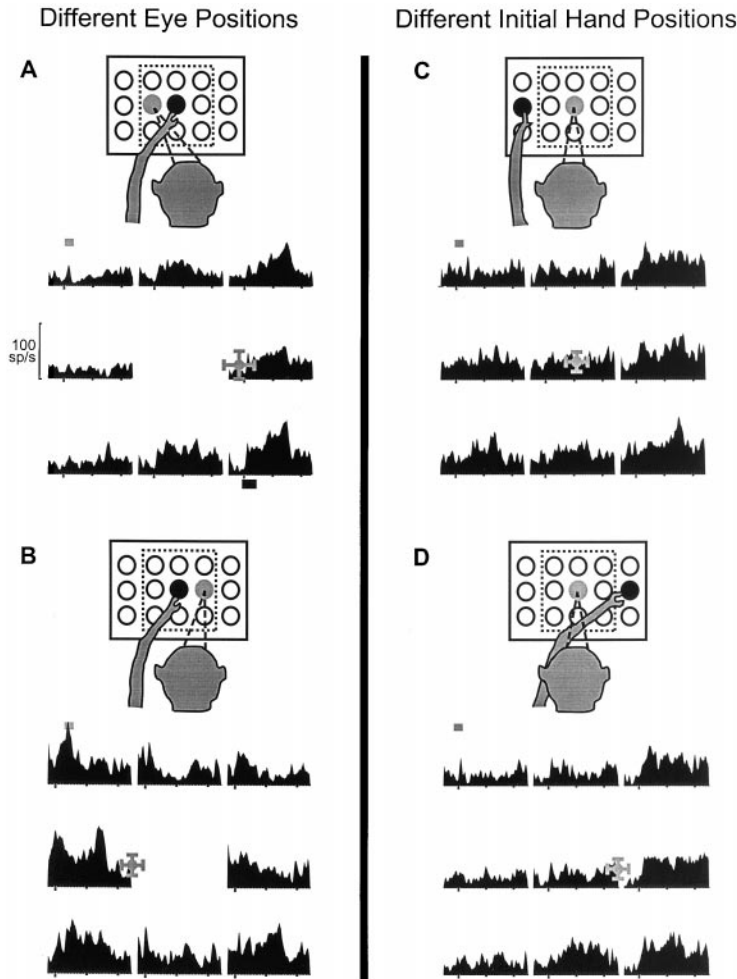 Different Eye Positions
Different Initial Hand Positions
A
C
100
sp/s
B
D